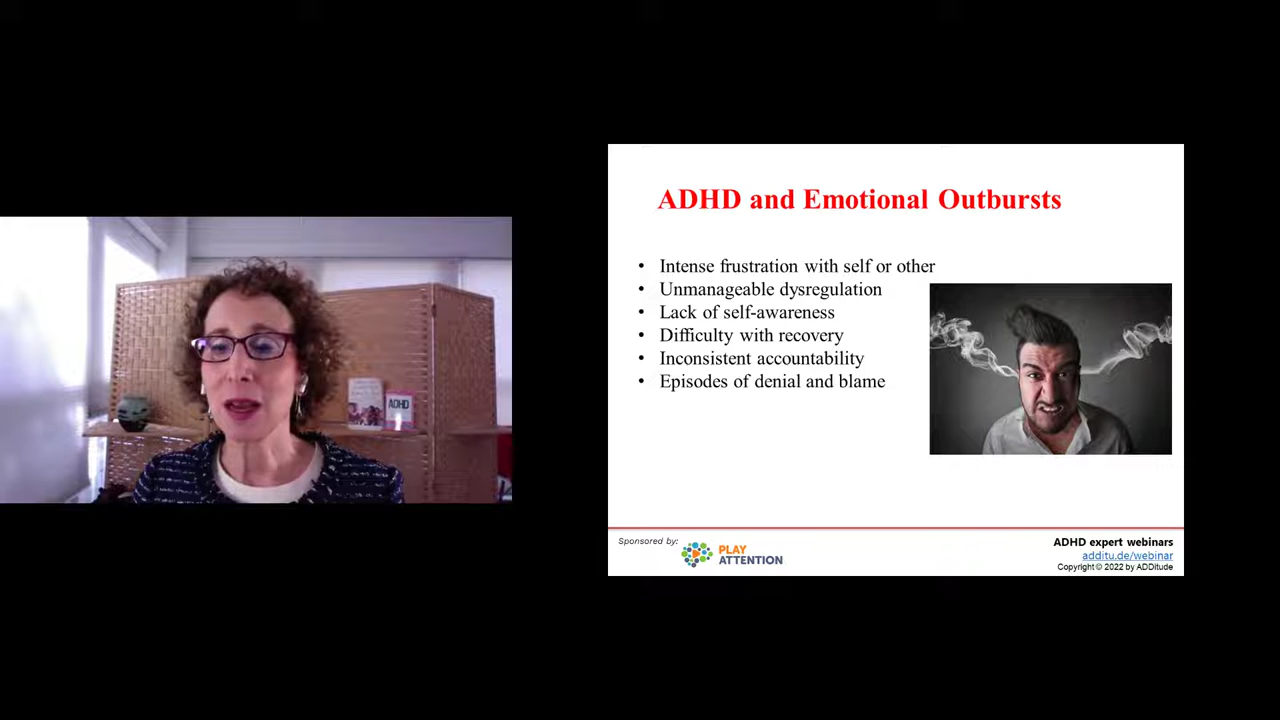 ADHD and Emotional Outbursts
• Intense frustration with self or other
• Unmanageable dysregulation
• Lack of self-awareness
• Difficulty with recovery
• Inconsistent accountability
• Episodes of denial and blame
Sponsored by:
PLAY
ATTENTION
ADHD expert webinars
additu.de/webinar
Copyright © 2022 by ADDitude
ADHD